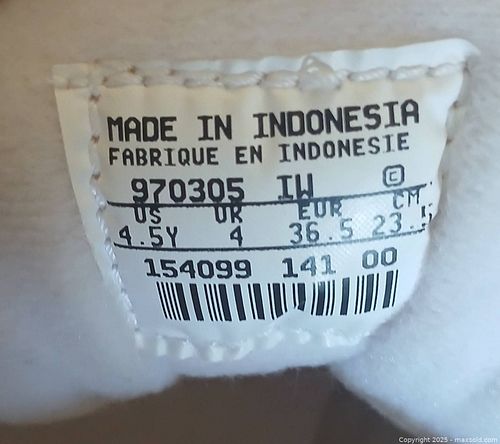 MADE IN INDONESIA
FABRIQUE EN INDONESIE
970305 IW ©
US UK EUR CM
4.5Y 4 36.5 23.
154099 141 00
Copyright 2025 - maxsold.com